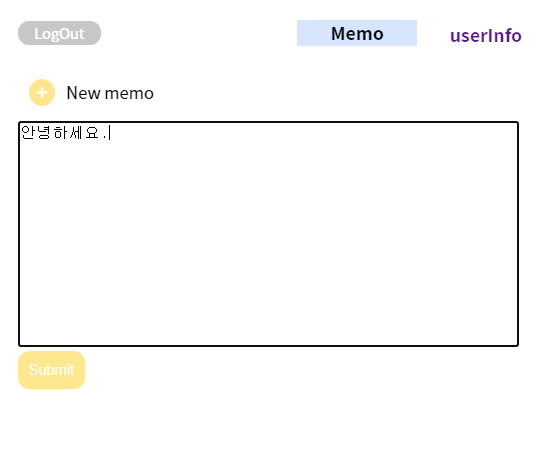 LogOut Memo userInfo
+ New memo
안녕하세요.
Submit